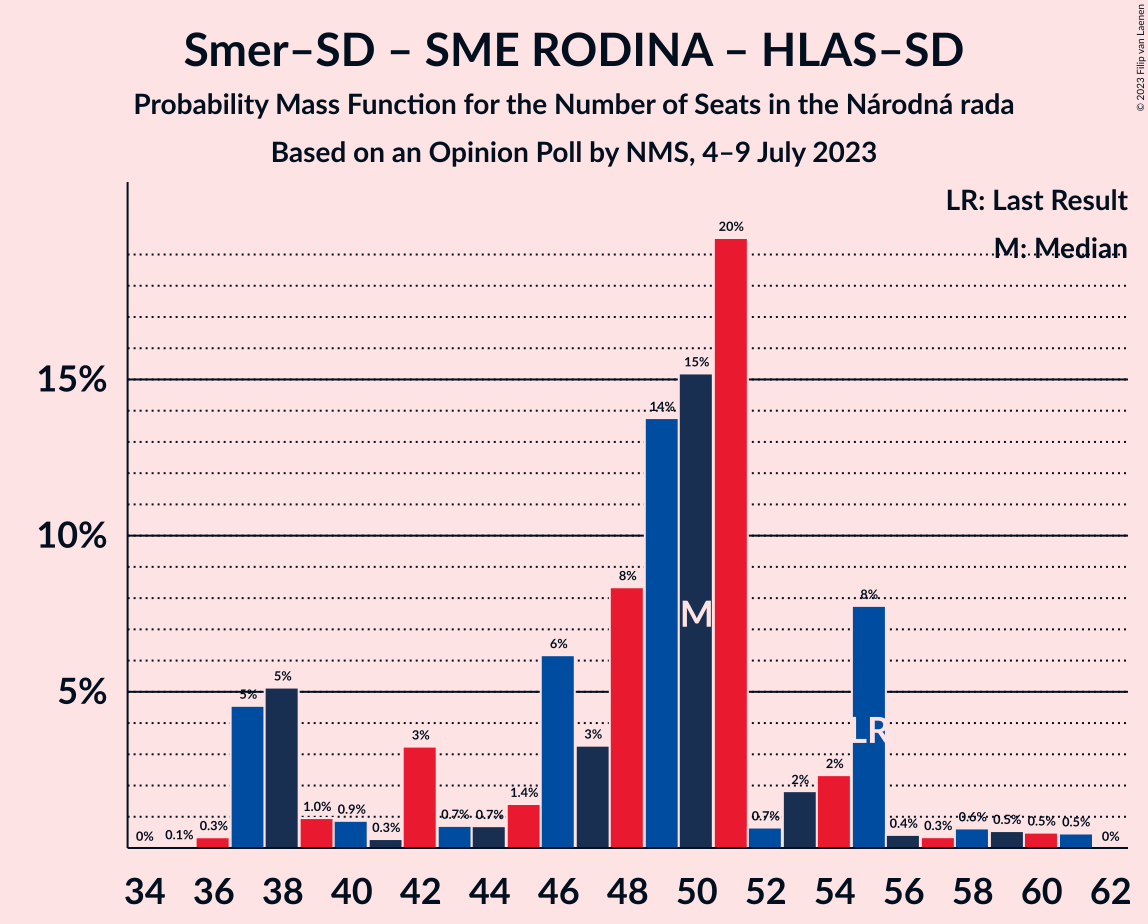 Smer–SD – SME RODINA – HLAS–SD
Probability Mass Function for the Number of Seats in the Národná rada
Based on an Opinion Poll by NMS, 4–9 July 2023
© 2023 Filip van Laenen
LR: Last Result
M: Median
15%
10%
5%
0% 0.1% 0.3% 5% 5% 1.0% 0.9% 0.3% 3% 0.7% 0.7% 1.4% 6% 3% 8% 14% 15% 20% 0.7% 2% 2% 8% 0.4% 0.3% 0.6% 0.5% 0.5% 0.5% 0%
M
LR
34 36 38 40 42 44 46 48 50 52 54 56 58 60 62